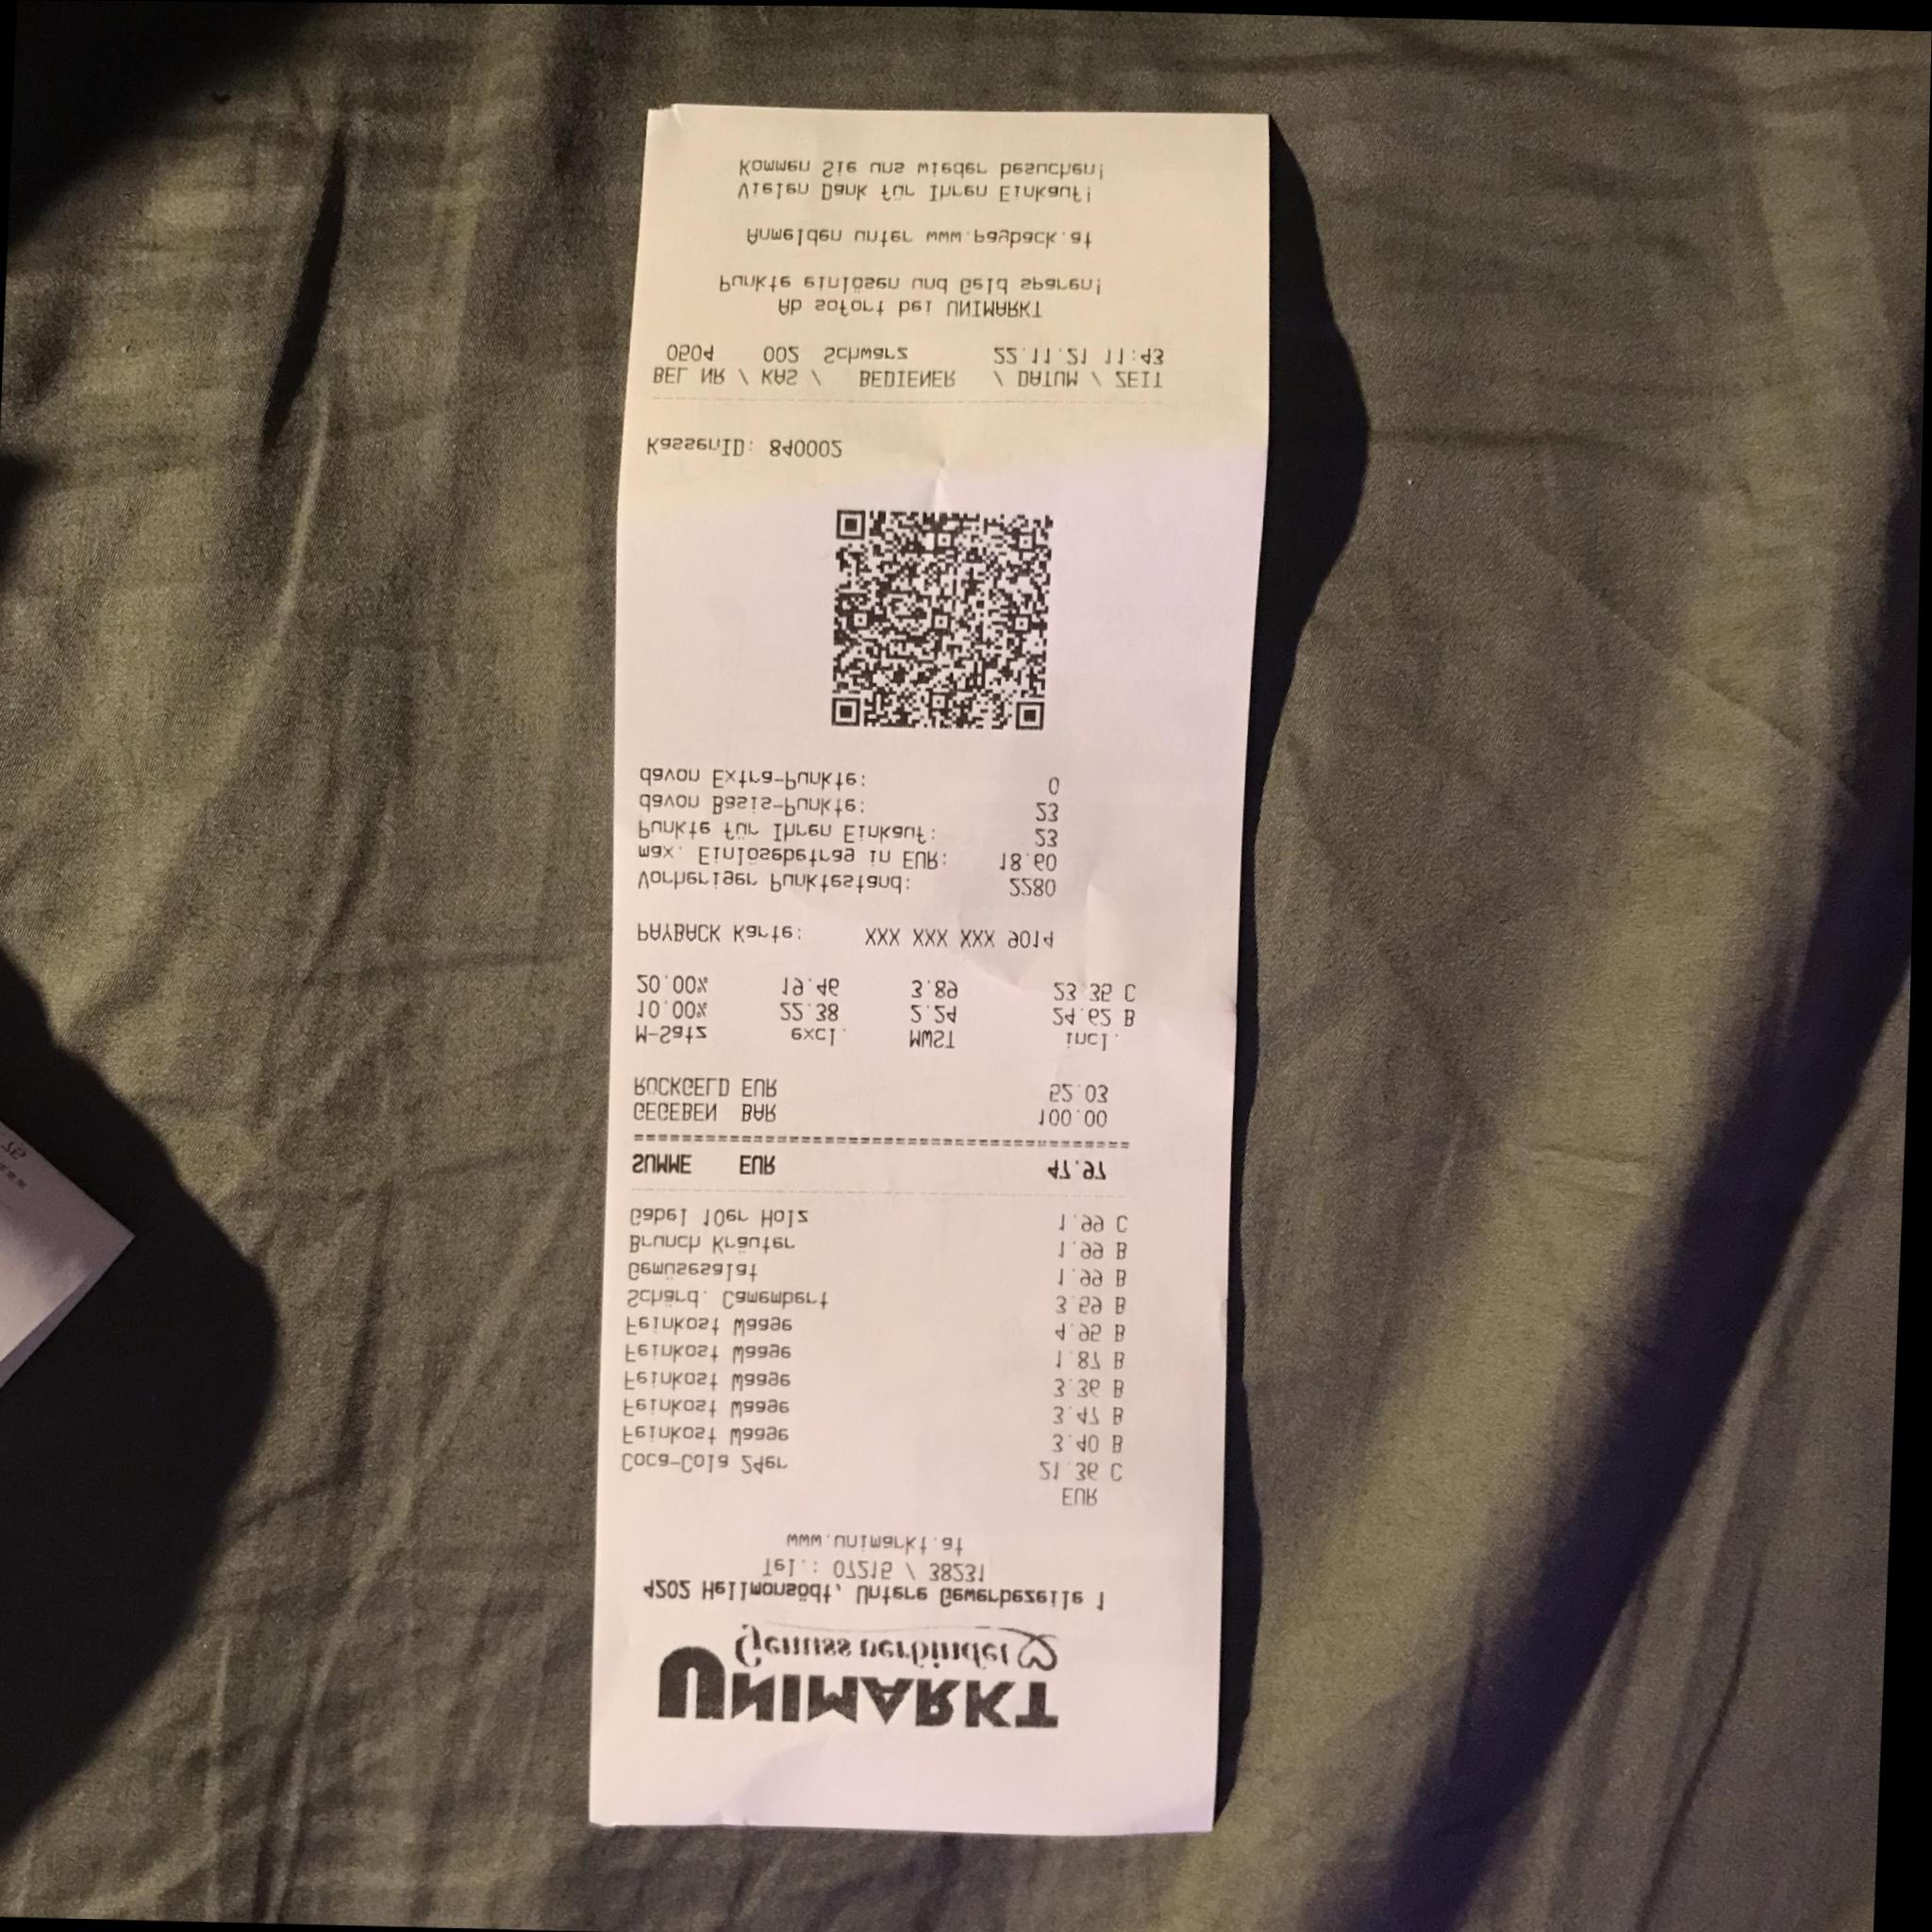 UNIMARKT
Genuss verbindet
4202 Hellmonsödt, Untere Gewerbezeile 1
Tel.: 07215 / 38231
www.unimarkt.at
EUR
Coca-Cola 24er 21.36 C
Feinkost Waage 3.40 B
Feinkost Waage 3.47 B
Feinkost Waage 3.36 B
Feinkost Waage 1.87 B
Feinkost Waage 4.95 B
Schärd. Camembert 3.59 B
Gemüsesalat 1.99 B
Brunch Kräuter 1.99 B
Gabel 10er Holz 1.99 C
SUMME EUR 47.97
GEGEBEN BAR 100.00
RÜCKGELD EUR 52.03
M-Satz excl. MWST incl.
10.00% 22.38 2.24 24.62 B
20.00% 19.46 3.89 23.35 C
PAYBACK Karte: XXX XXX XXX 9014
Vorheriger Punktestand: 2280
max. Einlösebetrag in EUR: 18.60
Punkte für Ihren Einkauf: 23
davon Basis-Punkte: 23
davon Extra-Punkte: 0
KassenID: 840002
BEL NR / KAS / BEDIENER / DATUM / ZEIT
0504 002 Schwarz 22.11.21 11:43
Ab sofort bei UNIMARKT
Punkte einlösen und Geld sparen!
Anmelden unter www.payback.at
Vielen Dank für Ihren Einkauf!
Kommen Sie uns wieder besuchen!